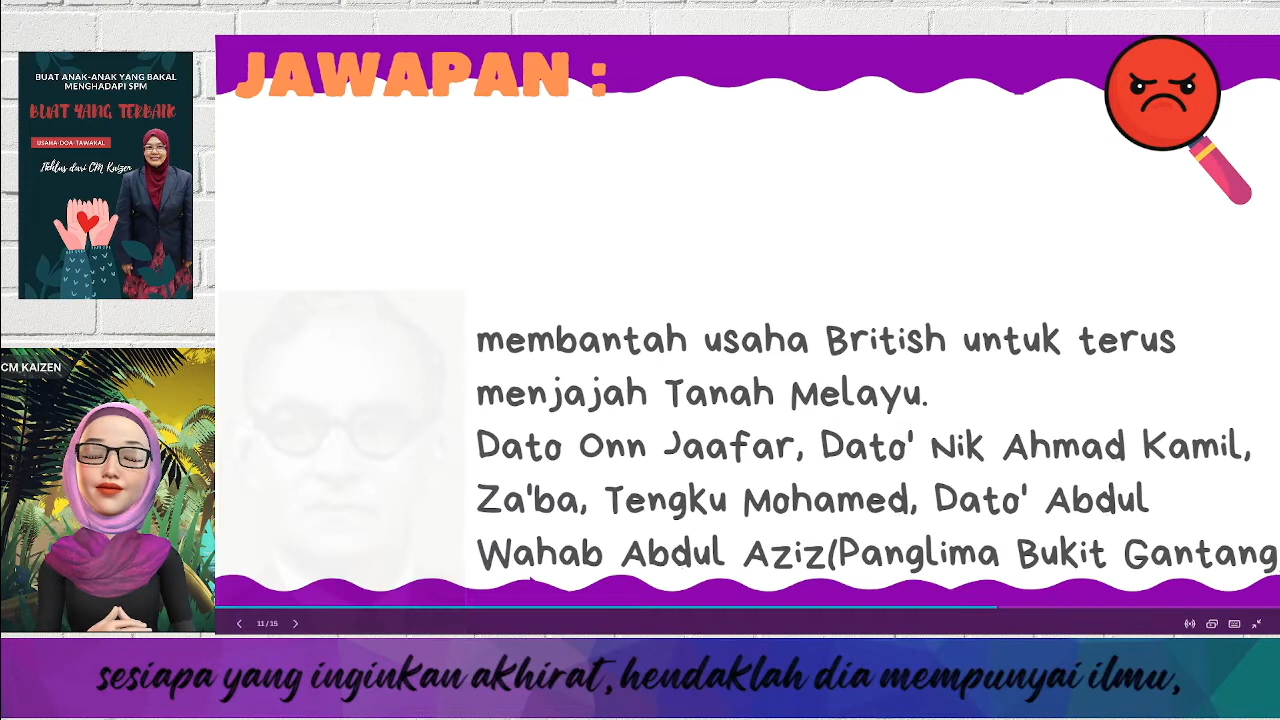 JAWAPAN :
BUAT ANAK-ANAK YANG BAKAL
MENGHADAPI SPM
BUAT YANG TERBAIK
USAHA-DOA-TAWAKAL
Ikhlas dari CM Kaizen
membantah usaha British untuk terus
menjajah Tanah Melayu.
Dato Onn Jaafar, Dato' Nik Ahmad Kamil,
Za'ba, Tengku Mohamed, Dato' Abdul
Wahab Abdul Aziz(Panglima Bukit Gantang
CM KAIZEN
11/15
sesiapa yang inginkan akhirat, hendaklah dia mempunyai ilmu,